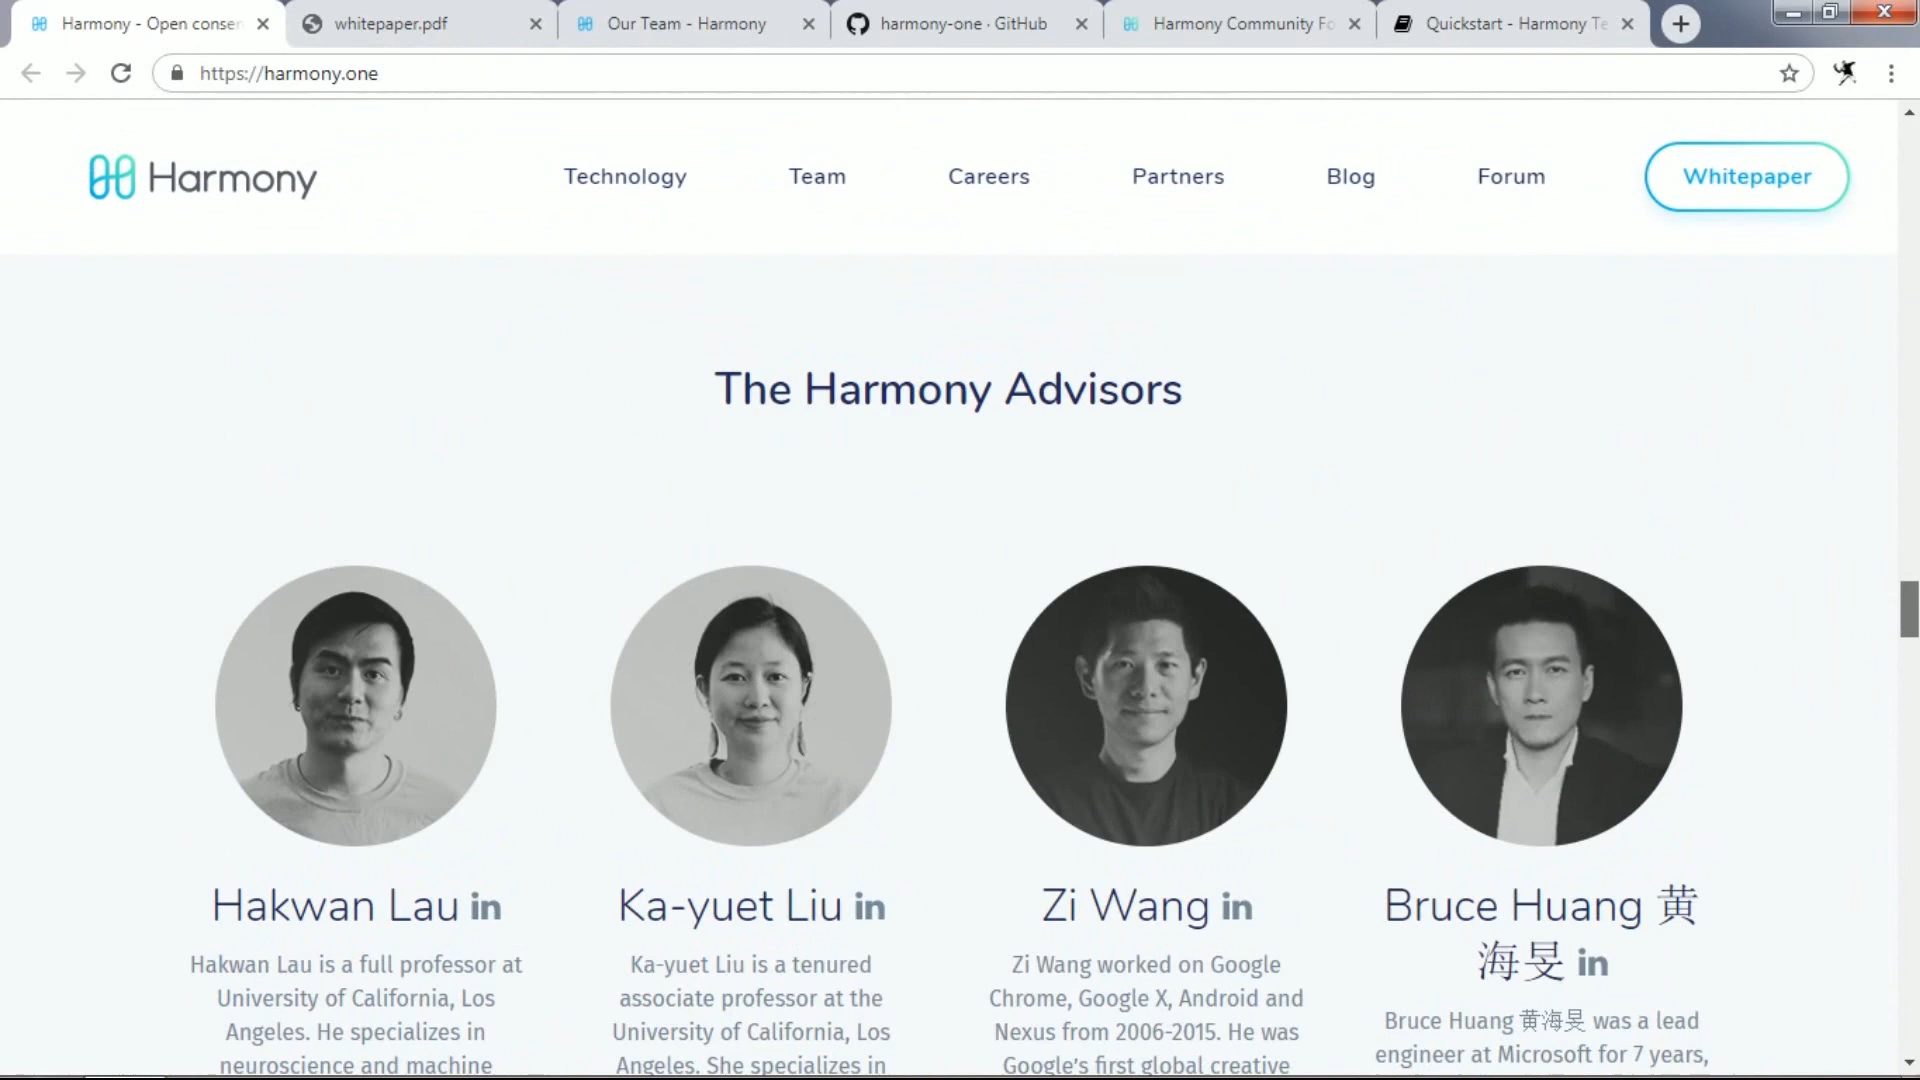 Harmony - Open consen
whitepaper.pdf
Our Team - Harmony
harmony-one · GitHub
Harmony Community Fo
Quickstart - Harmony Te
https://harmony.one
Harmony
Technology
Team
Careers
Partners
Blog
Forum
Whitepaper
The Harmony Advisors
Hakwan Lau in
Hakwan Lau is a full professor at
University of California, Los
Angeles. He specializes in
neuroscience and machine
Ka-yuet Liu in
Ka-yuet Liu is a tenured
associate professor at the
University of California, Los
Angeles. She specializes in
Zi Wang in
Zi Wang worked on Google
Chrome, Google X, Android and
Nexus from 2006-2015. He was
Google's first global creative
Bruce Huang 黄
海旻 in
Bruce Huang 黄海旻 was a lead
engineer at Microsoft for 7 years,